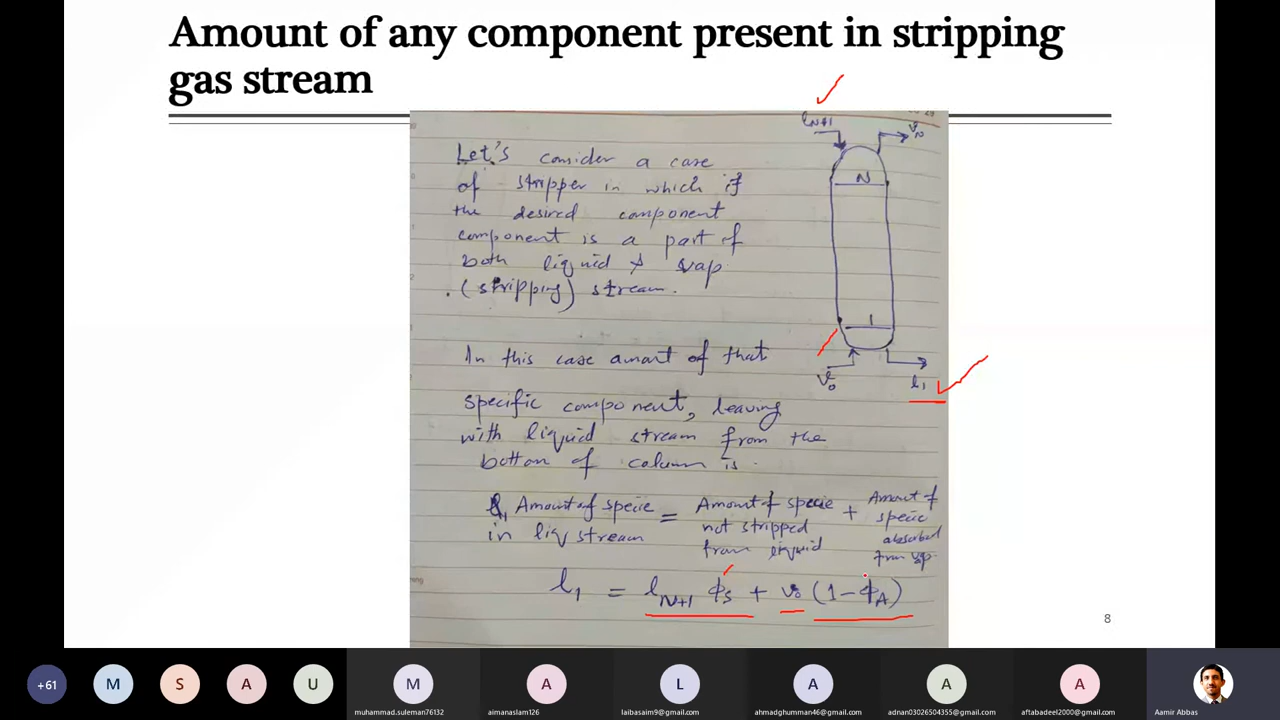 Amount of any component present in stripping
gas stream
lN+1
vN
Let's consider a case
of stripper in which if
the desired component
component is a part of
both liquid & vap
(stripping) stream.
N
1
v0
l1
In this case amount of that
specific component, leaving
with liquid stream from the
bottom of column is.
l1 Amount of specie = Amount of specie + Amount of
in liq stream not stripped specie
from liquid absorbed
from
l1 = lN+1 ϕS + v0 (1-ϕA)
8
+61
M
S
A
U
M
A
L
A
A
A
muhammad.suleman76132
aimanaslam126
laibasaim9@gmail.com
ahmadghumman46@gmail.com
adnan03026504355@gmail.com
aftabadeel2000@gmail.com
Aamir Abbas